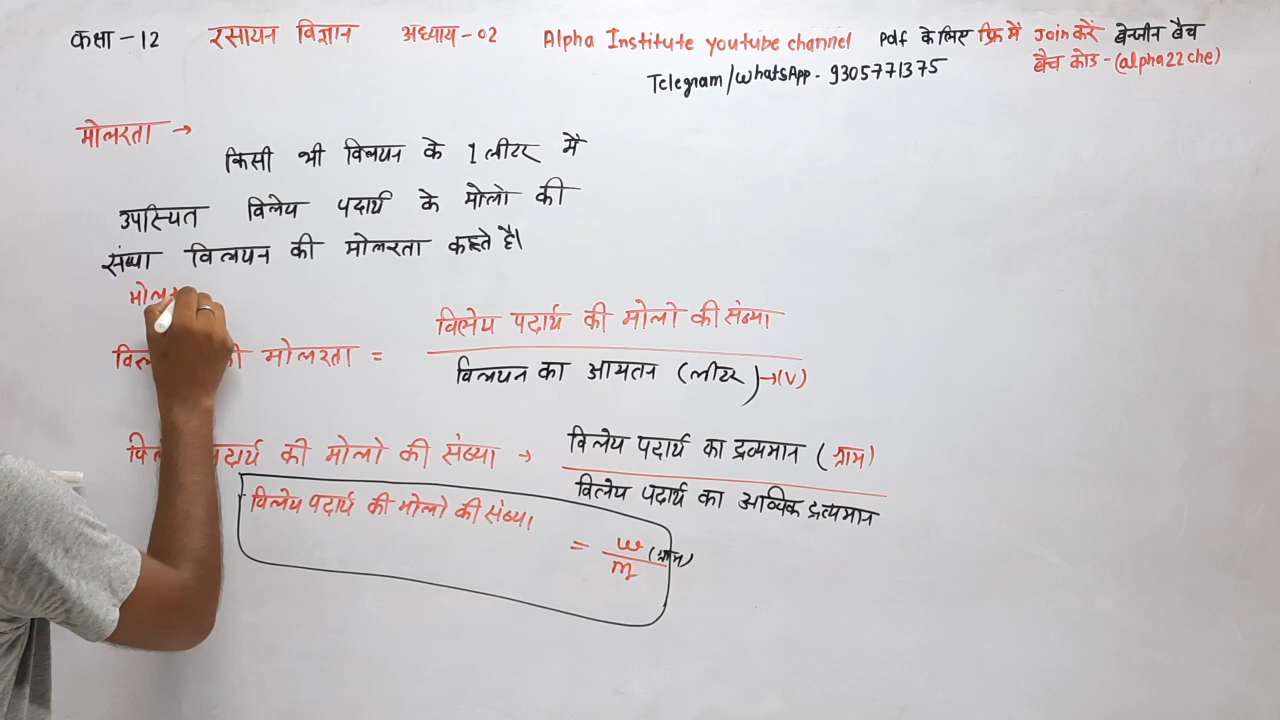 कक्षा -12 रसायन विज्ञान अध्याय -02 Alpha Institute youtube channel Pdf के लिए फ्रि में Join करें बेन्जीन बैच
Telegram/WhatsApp - 9305771375 बैच कोड - (alpha22che)
मोलरता →
किसी भी विलयन के 1 लीटर में
उपस्थित विलेय पदार्थ के मोलो की
संख्या विलयन की मोलरता कहते है।
विलेय पदार्थ की मोलो की संख्या
मोलरता =
विलयन का आयतन (लीटर) →(V)
विलेय पदार्थ का द्रव्यमान (ग्राम)
पदार्थ की मोलो की संख्या →
विलेय पदार्थ का आण्विक द्रव्यमान
विलेय पदार्थ की मोलो की संख्या
= w (ग्राम)
m